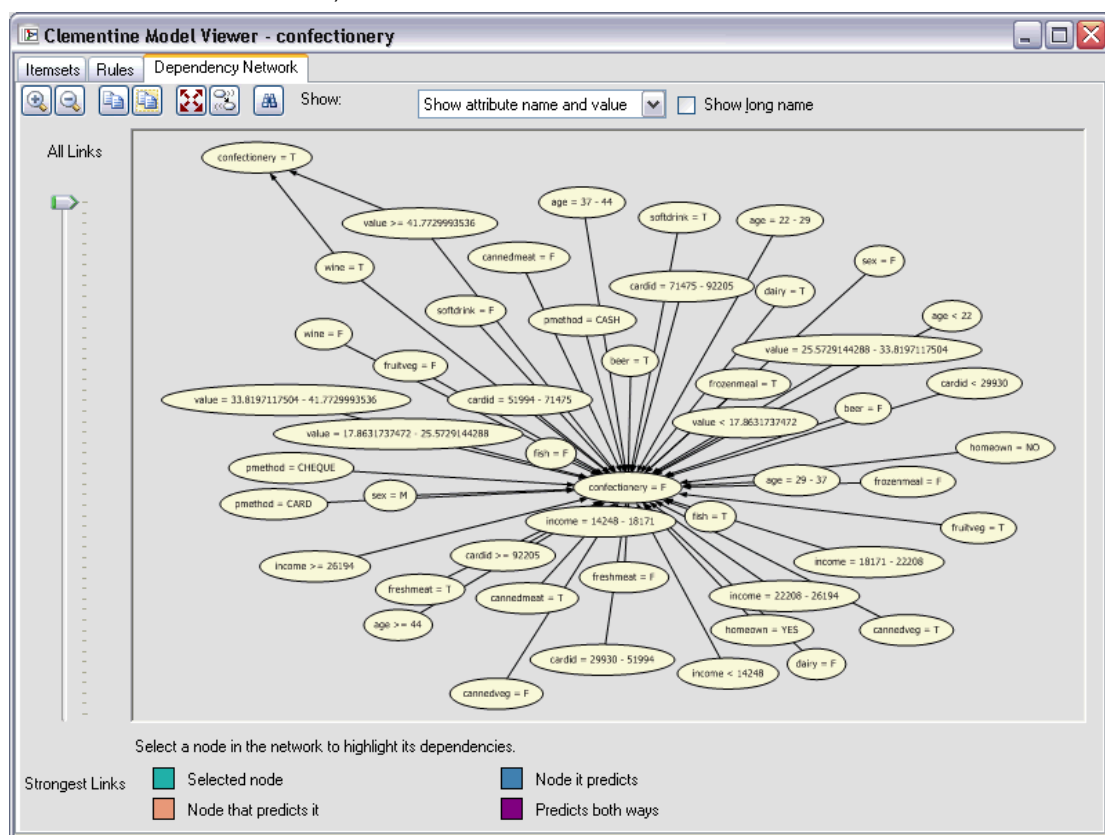 Clementine Model Viewer - confectionery
Itemsets Rules Dependency Network
Show: Show attribute name and value Show long name
All Links
confectionery = T
age = 37 - 44
softdrink = T
age = 22 - 29
value >= 41.7729993536
cannedmeat = F
sex = F
wine = T
cardid = 71475 - 92205
dairy = T
softdrink = F
pmethod = CASH
age < 22
wine = F
value = 25.5729144288 - 33.8197117504
beer = T
fruitveg = F
frozenmeal = T
cardid < 29930
value = 33.8197117504 - 41.7729993536
cardid = 51994 - 71475
beer = F
value < 17.8631737472
value = 17.8631737472 - 25.5729144288
homeown = NO
fish = F
pmethod = CHEQUE
age = 29 - 37
frozenmeal = F
confectionery = F
sex = M
pmethod = CARD
fish = T
income = 14248 - 18171
fruitveg = T
cardid >= 92205
income = 18171 - 22208
income >= 26194
freshmeat = F
freshmeat = T
cannedmeat = T
income = 22208 - 26194
age >= 44
homeown = YES
cannedveg = T
cardid = 29930 - 51994
dairy = F
income < 14248
cannedveg = F
Select a node in the network to highlight its dependencies.
Strongest Links
Selected node
Node it predicts
Node that predicts it
Predicts both ways